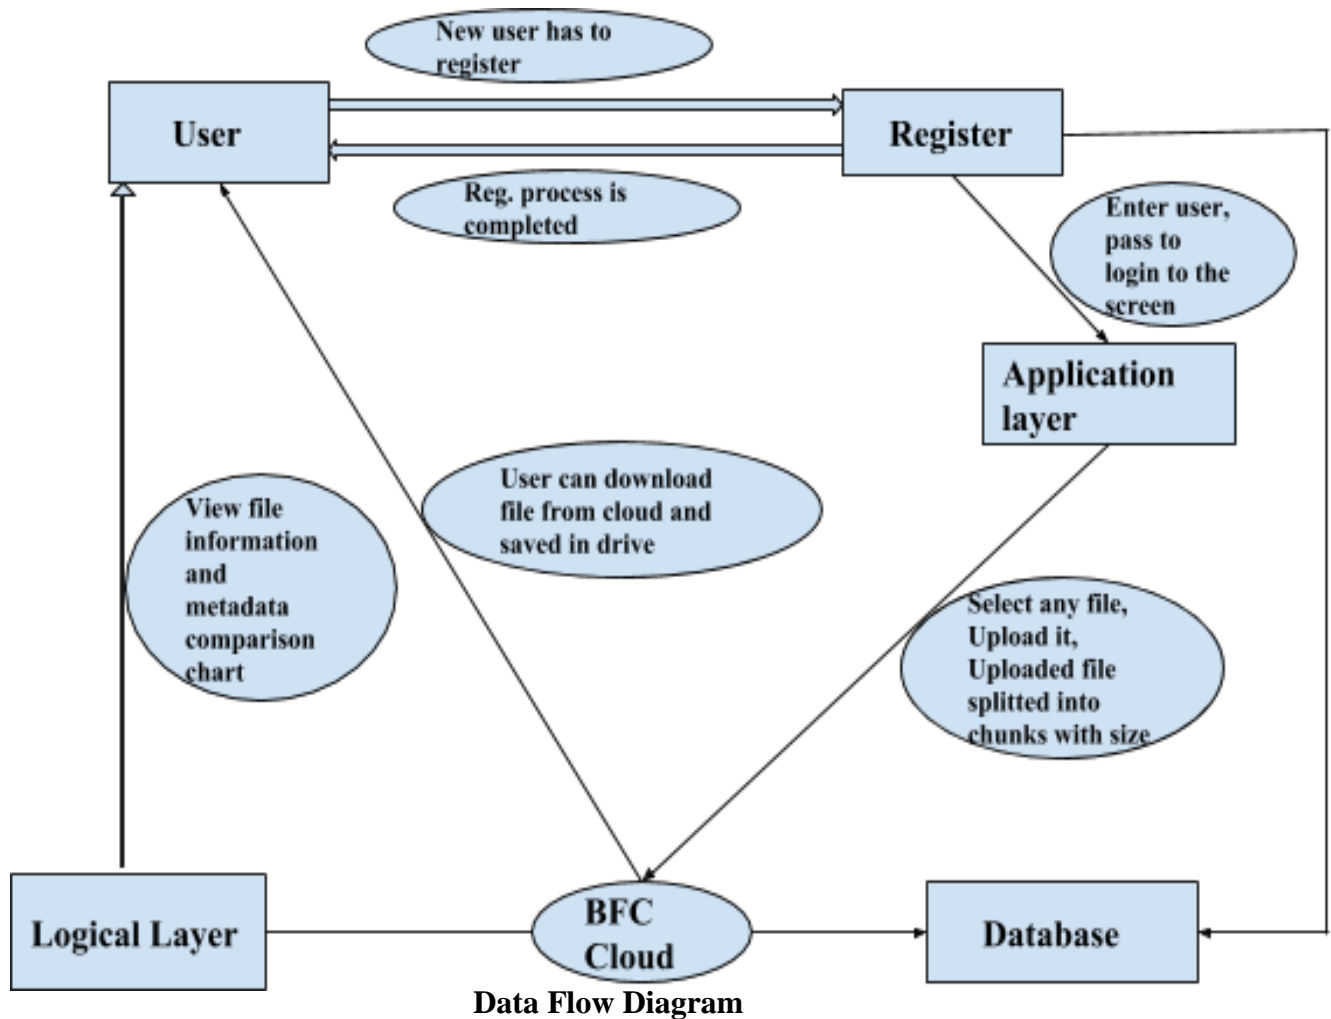 New user has to
register
User
Register
Reg. process is
completed
Enter user,
pass to
login to the
screen
Application
layer
User can download
file from cloud and
saved in drive
View file
information
and
metadata
comparison
chart
Select any file,
Upload it,
Uploaded file
splitted into
chunks with size
Logical Layer
BFC
Cloud
Database
Data Flow Diagram